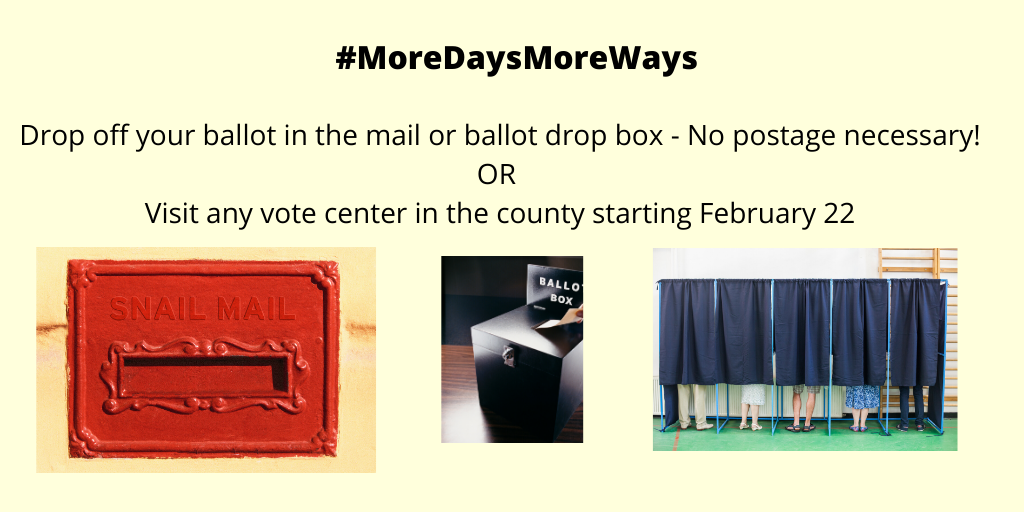 #MoreDaysMoreWays
Drop off your ballot in the mail or ballot drop box - No postage necessary!
OR
Visit any vote center in the county starting February 22
SNAIL MAIL
BALLOT
BOX